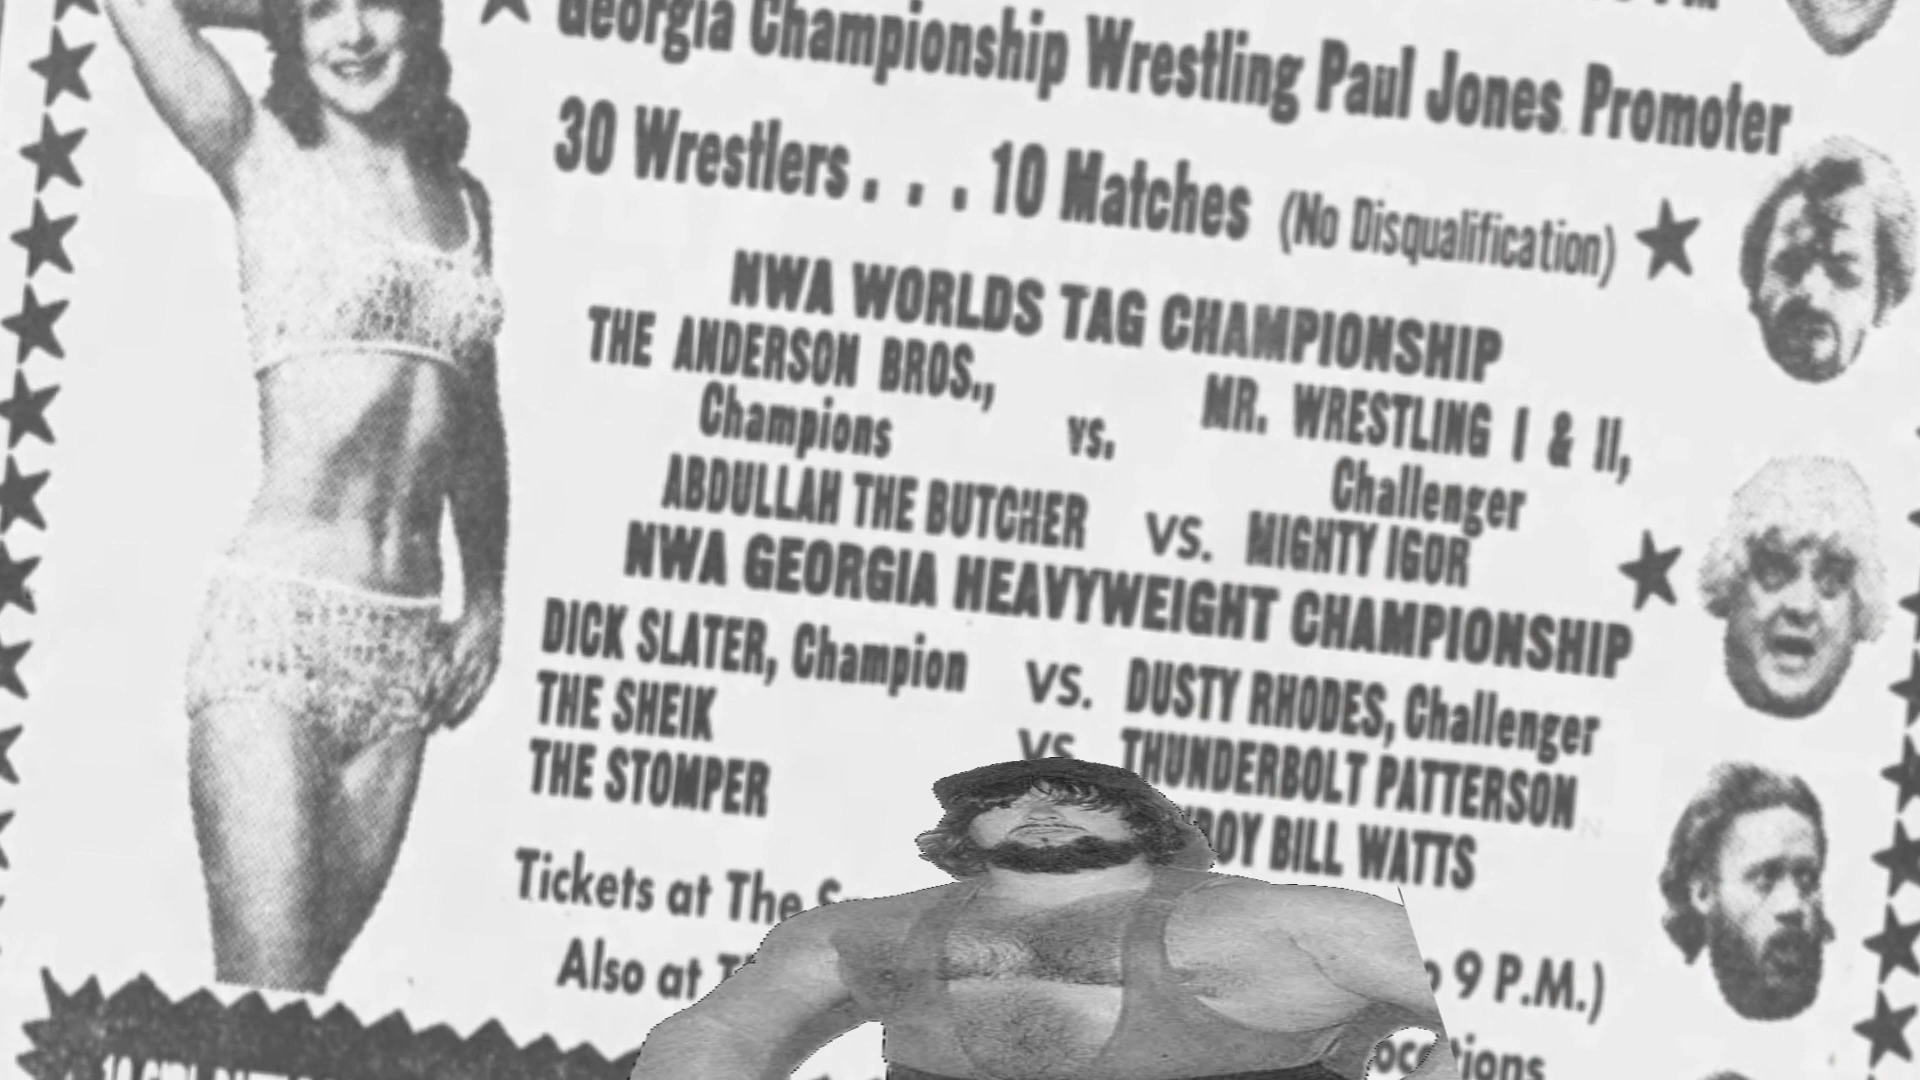 Georgia Championship Wrestling Paul Jones Promoter
30 Wrestlers . . . 10 Matches (No Disqualification)
NWA WORLDS TAG CHAMPIONSHIP
THE ANDERSON BROS., Champions vs. MR. WRESTLING I & II, Challenger
ABDULLAH THE BUTCHER VS. MIGHTY IGOR
NWA GEORGIA HEAVYWEIGHT CHAMPIONSHIP
DICK SLATER, Champion VS. DUSTY RHODES, Challenger
THE SHEIK VS. THUNDERBOLT PATTERSON
THE STOMPER BOY BILL WATTS
Tickets at The
Also at 9 P.M.)